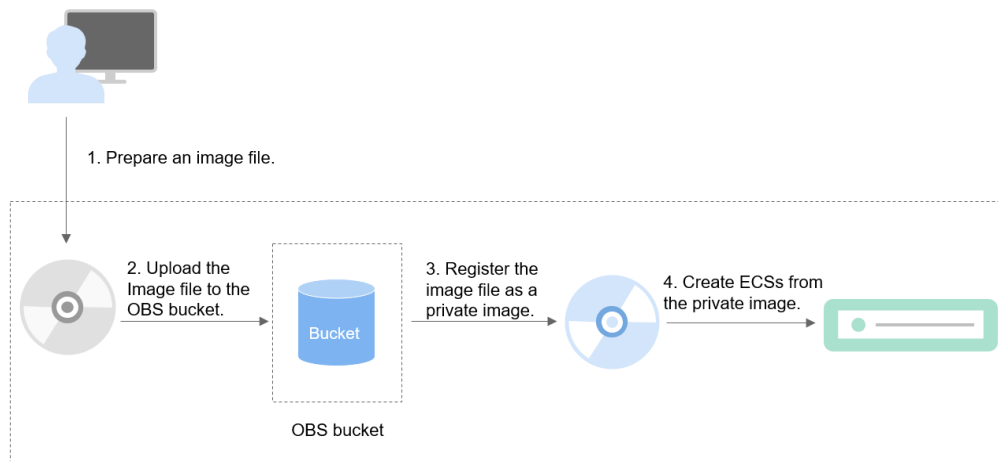 1. Prepare an image file.
2. Upload the
Image file to the
OBS bucket.
Bucket
OBS bucket
3. Register the
image file as a
private image.
4. Create ECSs from
the private image.